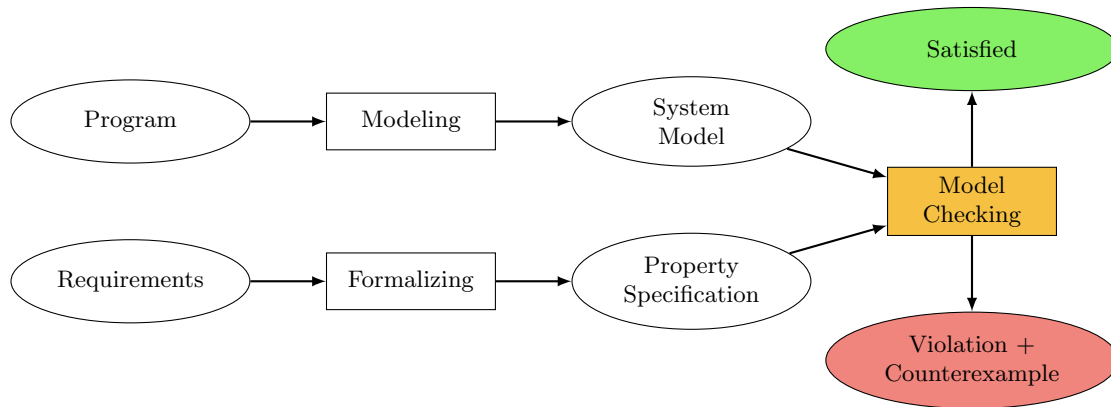 Satisfied
Program
Modeling
System
Model
Model
Checking
Requirements
Formalizing
Property
Specification
Violation +
Counterexample